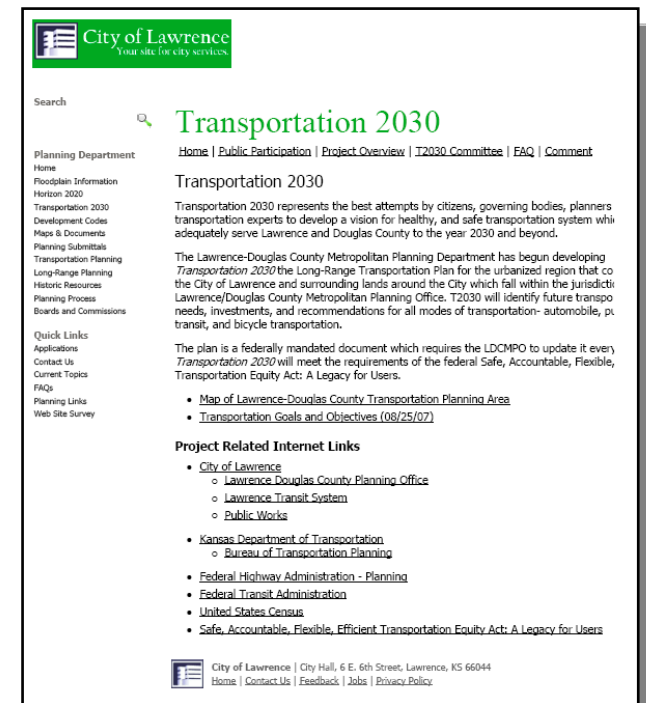 City of Lawrence
Your site for city services.
Search
Planning Department
Home
Floodplain Information
Horizon 2020
Transportation 2030
Development Codes
Maps & Documents
Planning Submittals
Transportation Planning
Long-Range Planning
Historic Resources
Planning Process
Boards and Commissions
Quick Links
Applications
Contact Us
Current Topics
FAQs
Planning Links
Web Site Survey
Transportation 2030
Home | Public Participation | Project Overview | T2030 Committee | FAQ | Comment
Transportation 2030
Transportation 2030 represents the best attempts by citizens, governing bodies, planners
transportation experts to develop a vision for healthy, and safe transportation system whic
adequately serve Lawrence and Douglas County to the year 2030 and beyond.
The Lawrence-Douglas County Metropolitan Planning Department has begun developing
Transportation 2030 the Long-Range Transportation Plan for the urbanized region that co
the City of Lawrence and surrounding lands around the City which fall within the jurisdictio
Lawrence/Douglas County Metropolitan Planning Office. T2030 will identify future transpo
needs, investments, and recommendations for all modes of transportation- automobile, pu
transit, and bicycle transportation.
The plan is a federally mandated document which requires the LDCMPO to update it every
Transportation 2030 will meet the requirements of the federal Safe, Accountable, Flexible,
Transportation Equity Act: A Legacy for Users.
• Map of Lawrence-Douglas County Transportation Planning Area
• Transportation Goals and Objectives (08/25/07)
Project Related Internet Links
• City of Lawrence
o Lawrence Douglas County Planning Office
o Lawrence Transit System
o Public Works
• Kansas Department of Transportation
o Bureau of Transportation Planning
• Federal Highway Administration - Planning
• Federal Transit Administration
• United States Census
• Safe, Accountable, Flexible, Efficient Transportation Equity Act: A Legacy for Users
City of Lawrence | City Hall, 6 E. 6th Street, Lawrence, KS 66044
Home | Contact Us | Feedback | Jobs | Privacy Policy